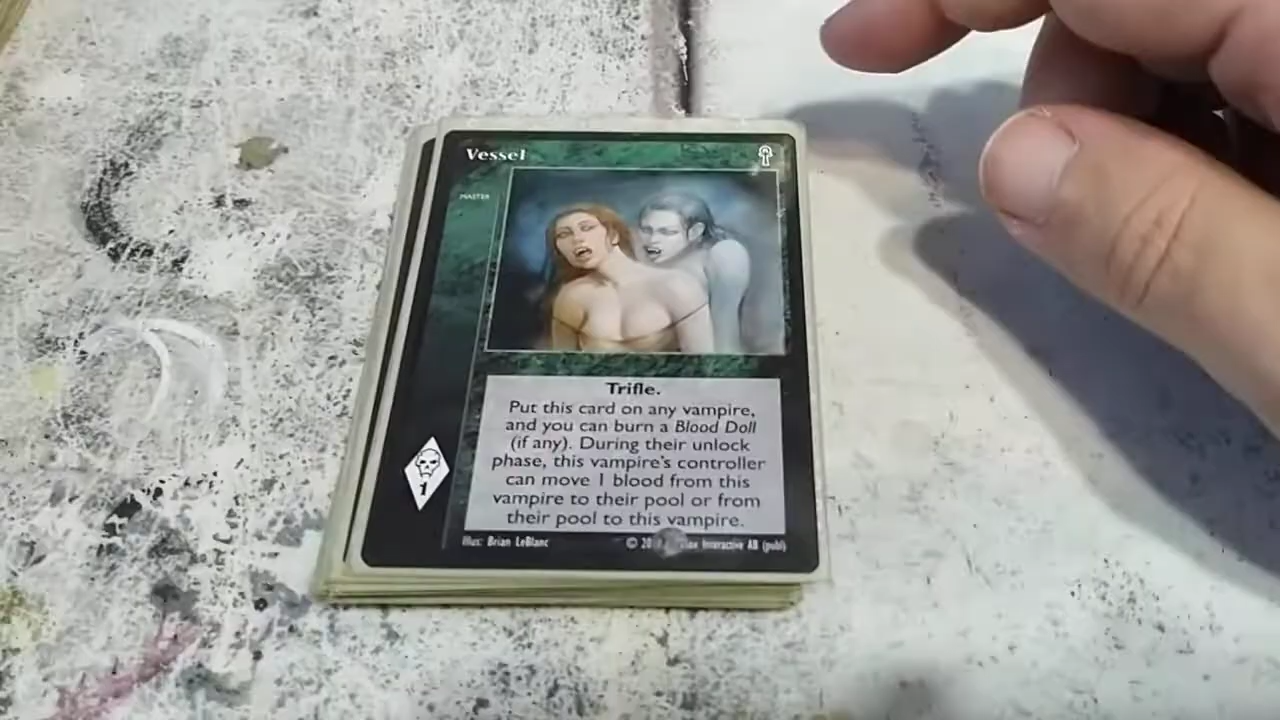 Vessel
MASTER
Trifle.
Put this card on any vampire,
and you can burn a Blood Doll
(if any). During their unlock
phase, this vampire's controller
can move 1 blood from this
vampire to their pool or from
their pool to this vampire.
1
Illus: Brian LeBlanc
© Interactive AB (publ)